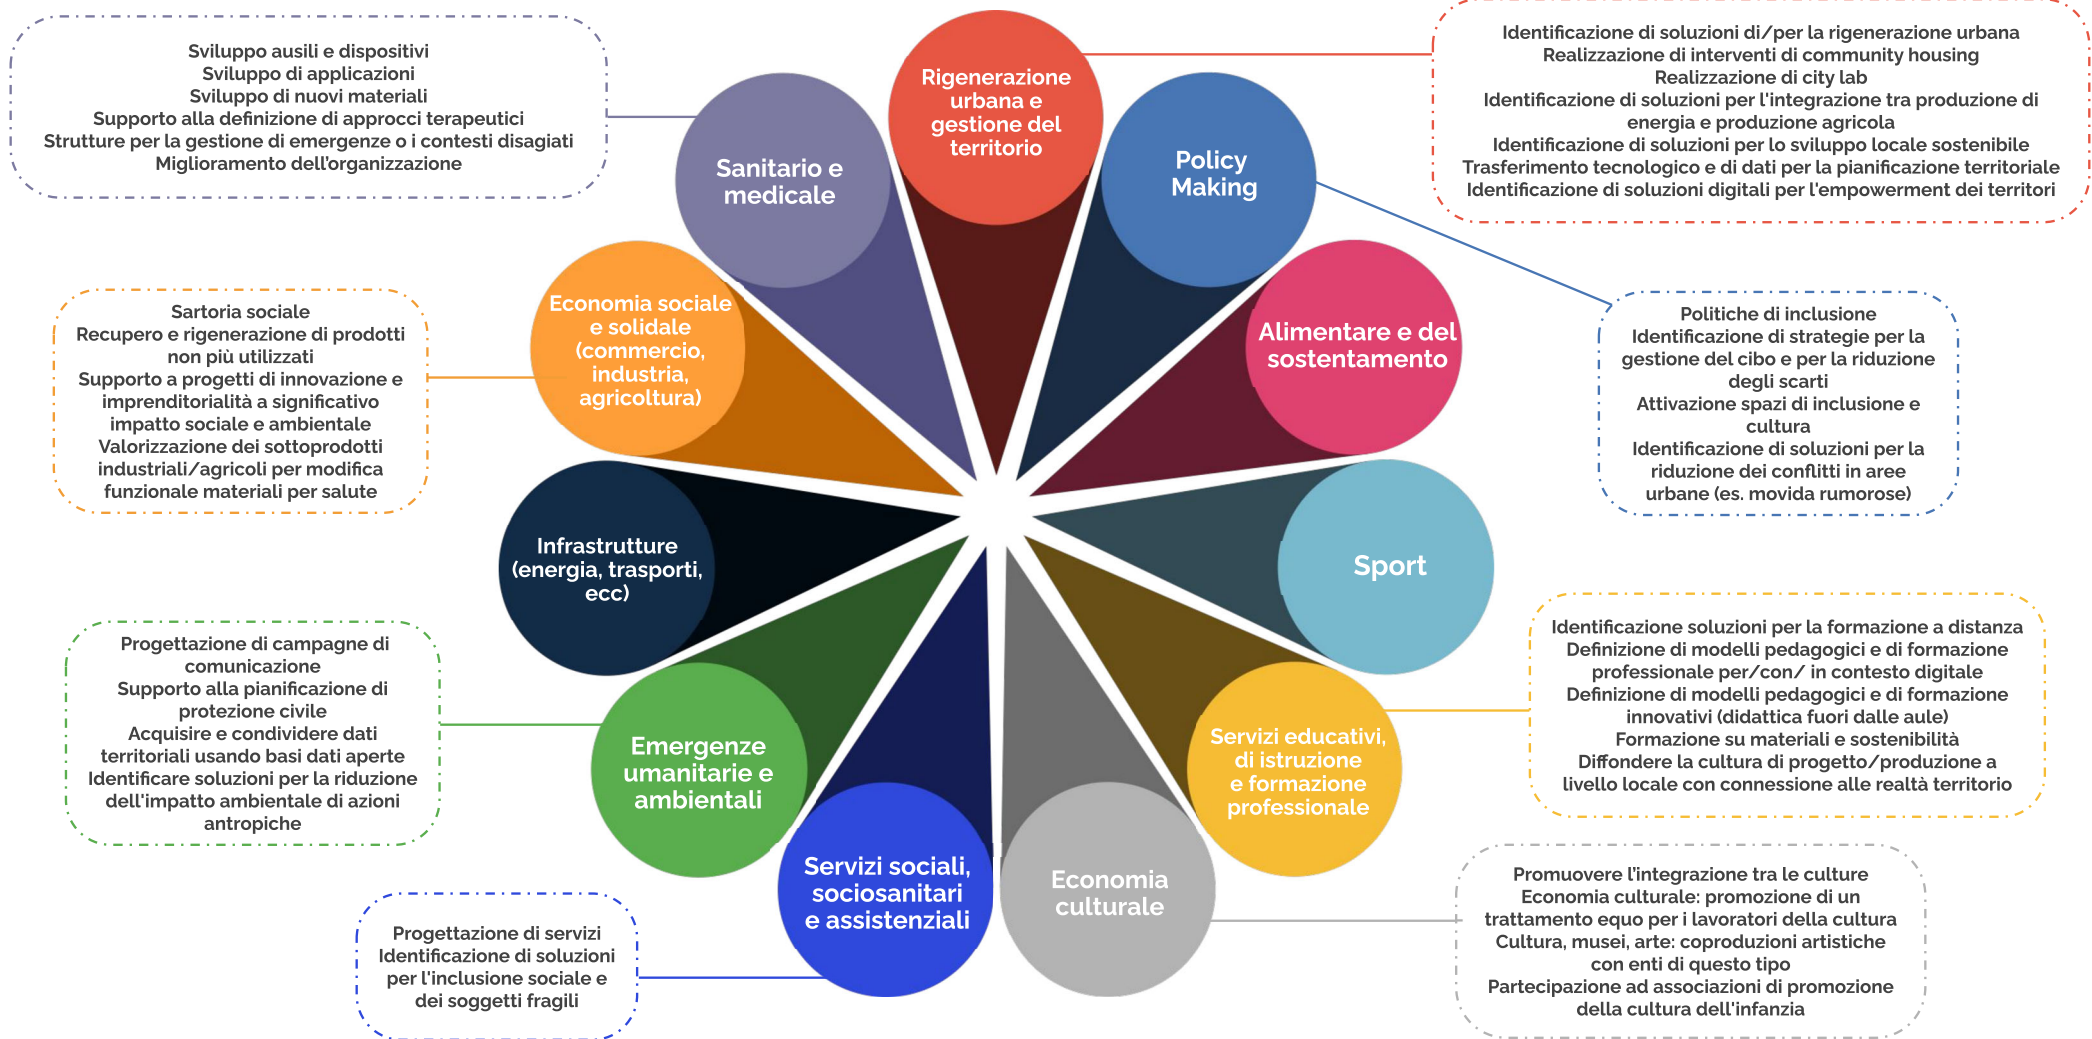 Sviluppo ausili e dispositivi
Sviluppo di applicazioni
Sviluppo di nuovi materiali
Supporto alla definizione di approcci terapeutici
Strutture per la gestione di emergenze o i contesti disagiati
Miglioramento dell'organizzazione
Sanitario e
medicale
Rigenerazione
urbana e
gestione del
territorio
Identificazione di soluzioni di/per la rigenerazione urbana
Realizzazione di interventi di community housing
Realizzazione di city lab
Identificazione di soluzioni per l'integrazione tra produzione di
energia e produzione agricola
Identificazione di soluzioni per lo sviluppo locale sostenibile
Trasferimento tecnologico e di dati per la pianificazione territoriale
Identificazione di soluzioni digitali per l'empowerment dei territori
Policy
Making
Politiche di inclusione
Identificazione di strategie per la
gestione del cibo e per la riduzione
degli scarti
Attivazione spazi di inclusione e
cultura
Identificazione di soluzioni per la
riduzione dei conflitti in aree
urbane (es. movida rumorose)
Sartoria sociale
Recupero e rigenerazione di prodotti
non più utilizzati
Supporto a progetti di innovazione e
imprenditorialità a significativo
impatto sociale e ambientale
Valorizzazione dei sottoprodotti
industriali/agricoli per modifica
funzionale materiali per salute
Economia sociale
e solidale
(commercio,
industria,
agricoltura)
Alimentare e del
sostentamento
Infrastrutture
(energia, trasporti,
ecc)
Sport
Progettazione di campagne di
comunicazione
Supporto alla pianificazione di
protezione civile
Acquisire e condividere dati
territoriali usando basi dati aperte
Identificare soluzioni per la riduzione
dell'impatto ambientale di azioni
antropiche
Emergenze
umanitarie e
ambientali
Servizi educativi,
di istruzione
e formazione
professionale
Identificazione soluzioni per la formazione a distanza
Definizione di modelli pedagogici e di formazione
professionale per/con/ in contesto digitale
Definizione di modelli pedagogici e di formazione
innovativi (didattica fuori dalle aule)
Formazione su materiali e sostenibilità
Diffondere la cultura di progetto/produzione a
livello locale con connessione alle realtà territorio
Progettazione di servizi
Identificazione di soluzioni
per l'inclusione sociale e
dei soggetti fragili
Servizi sociali,
sociosanitari
e assistenziali
Economia
culturale
Promuovere l'integrazione tra le culture
Economia culturale: promozione di un
trattamento equo per i lavoratori della cultura
Cultura, musei, arte: coproduzioni artistiche
con enti di questo tipo
Partecipazione ad associazioni di promozione
della cultura dell'infanzia